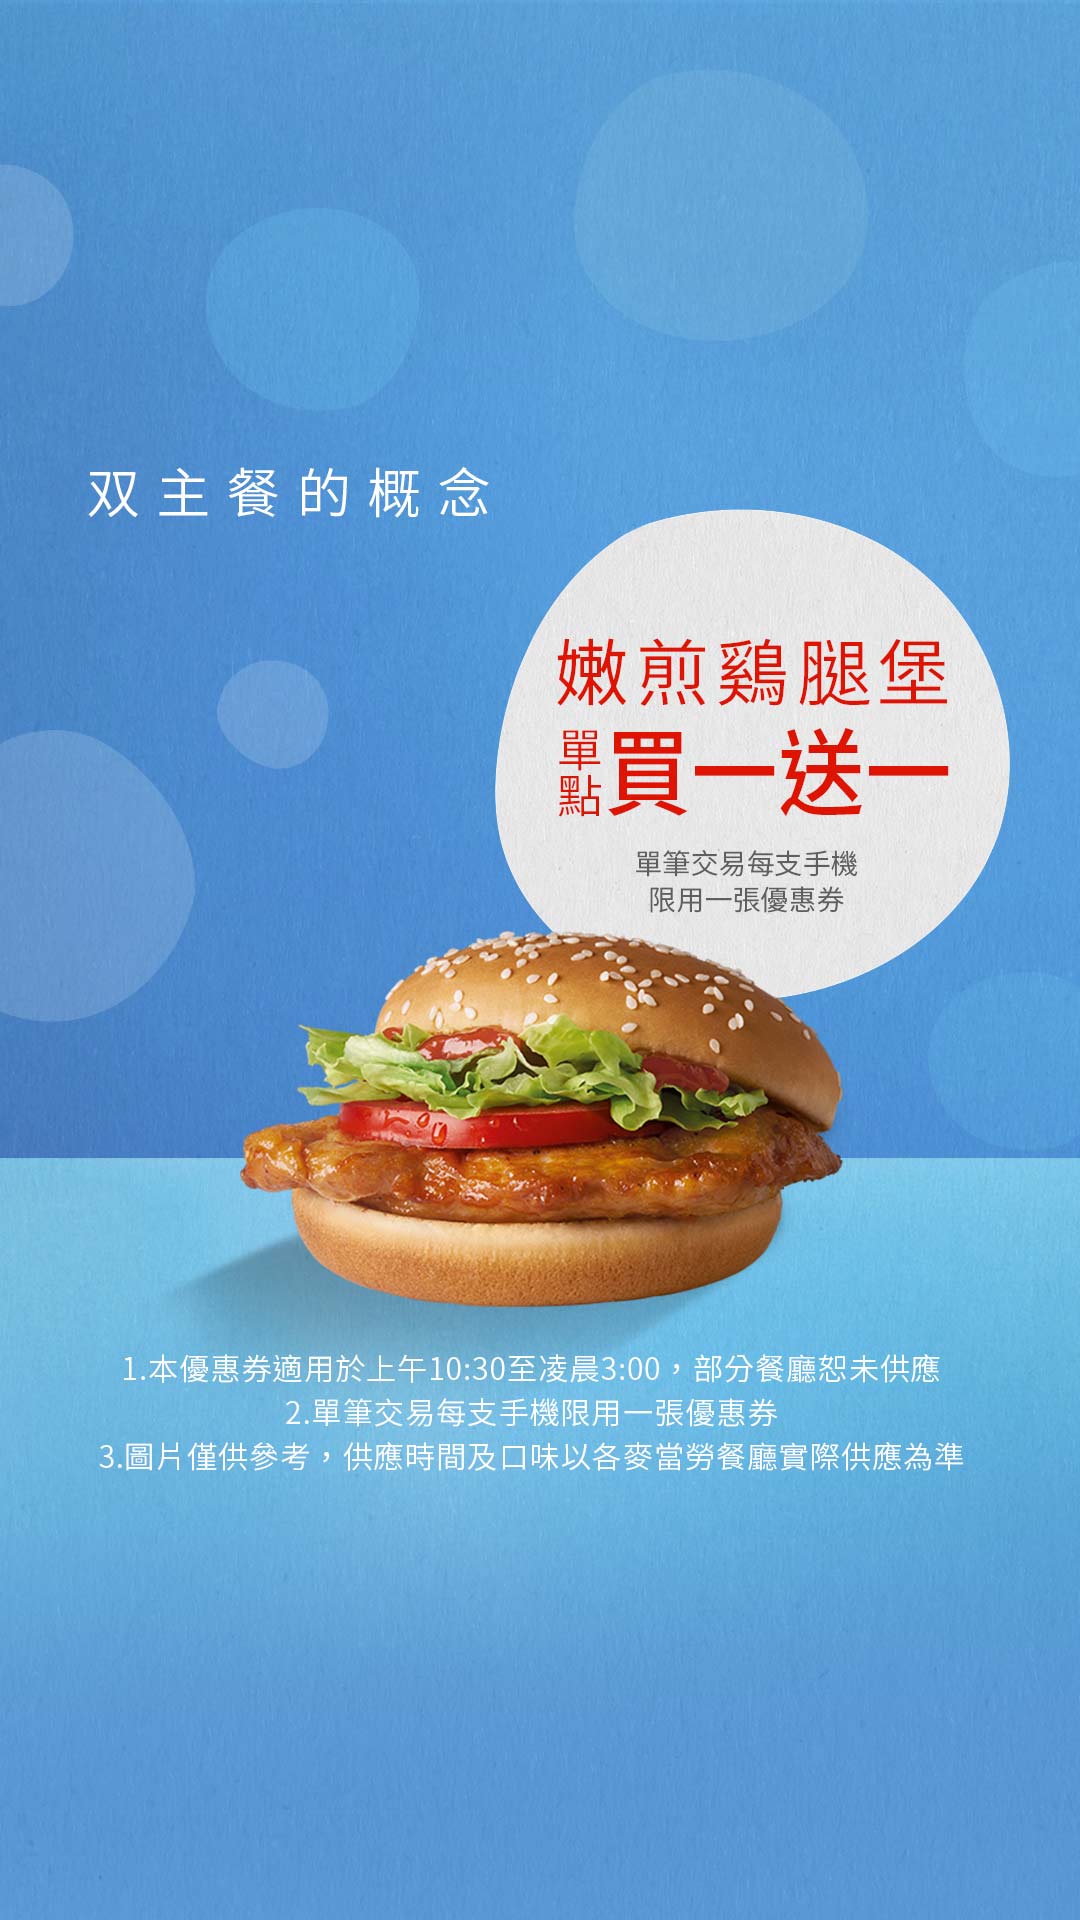 双主餐的概念
嫩煎鷄腿堡
單點買一送一
單筆交易每支手機
限用一張優惠券
1.本優惠券適用於上午10:30至凌晨3:00，部分餐廳恕未供應
2.單筆交易每支手機限用一張優惠券
3.圖片僅供參考，供應時間及口味以各麥當勞餐廳實際供應為準